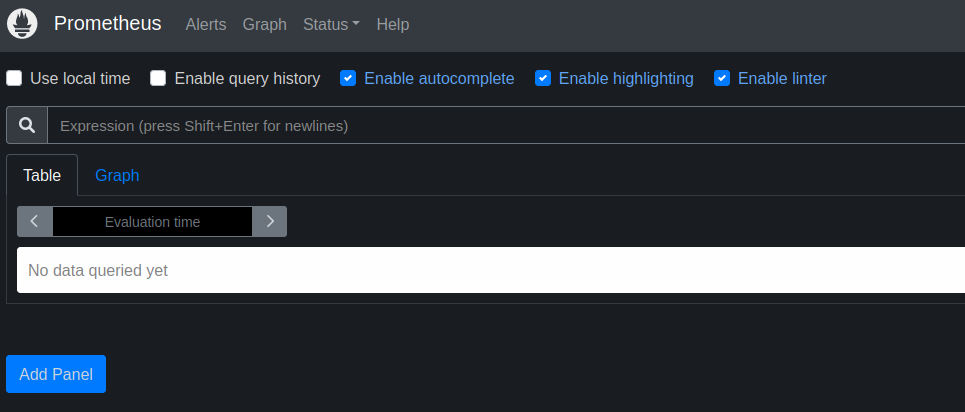 Prometheus Alerts Graph Status Help
Use local time Enable query history Enable autocomplete Enable highlighting Enable linter
Expression (press Shift+Enter for newlines)
Table Graph
Evaluation time
No data queried yet
Add Panel